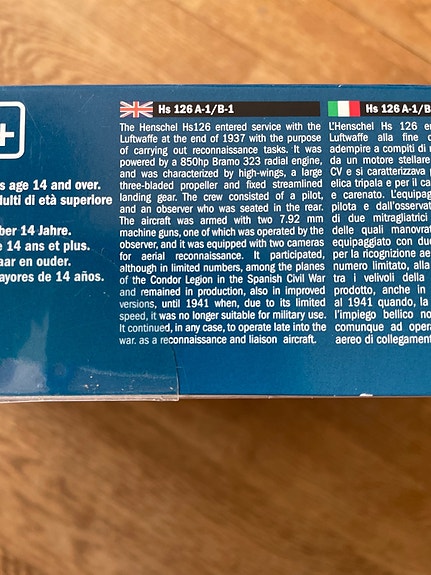 +
s age 14 and over.
dulti di età superiore
ber 14 Jahre.
e 14 ans et plus.
aar en ouder.
ayores de 14 años.
Hs 126 A-1/B-1
The Henschel Hs126 entered service with the
Luftwaffe at the end of 1937 with the purpose
of carrying out reconnaissance tasks. It was
powered by a 850hp Bramo 323 radial engine,
and was characterized by high-wings, a large
three-bladed propeller and fixed streamlined
landing gear. The crew consisted of a pilot,
and an observer who was seated in the rear.
The aircraft was armed with two 7.92 mm
machine guns, one of which was operated by the
observer, and it was equipped with two cameras
for aerial reconnaissance. It participated,
although in limited numbers, among the planes
of the Condor Legion in the Spanish Civil War
and remained in production, also in improved
versions, until 1941 when, due to its limited
speed, it was no longer suitable for military use.
It continued, in any case, to operate late into the
war. as a reconnaissance and liaison aircraft.
Hs 126 A-1/B
L'Henschel Hs 126 en
Luftwaffe alla fine d
adempire a compiti di r
da un motore stellare
CV e si caratterizzava p
elica tripala e per il ca
e carenato. L'equipag
pilota e dall'osservat
di due mitragliatrici
delle quali manovrat
equipaggiato con due
per la ricognizione aer
numero limitato, alla
tra i velivoli della
prodotto, anche in
al 1941 quando, la
l'impiego bellico no
comunque ad opera
aereo di collegament